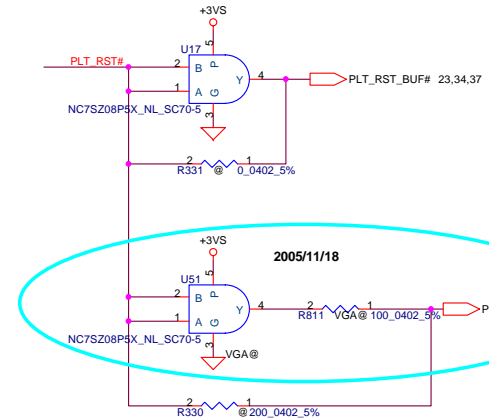 +3VS
U17
5
PLT_RST#
2
B
P
Y
4
PLT_RST_BUF# 23,34,37
1
A
G
3
NC7SZ08P5X_NL_SC70-5
2
1
R331
@
0_0402_5%
+3VS
2005/11/18
U51
5
2
B
P
Y
4
2
1
P
1
A
G
R811
VGA@
100_0402_5%
3
NC7SZ08P5X_NL_SC70-5
VGA@
2
1
R330
@
200_0402_5%